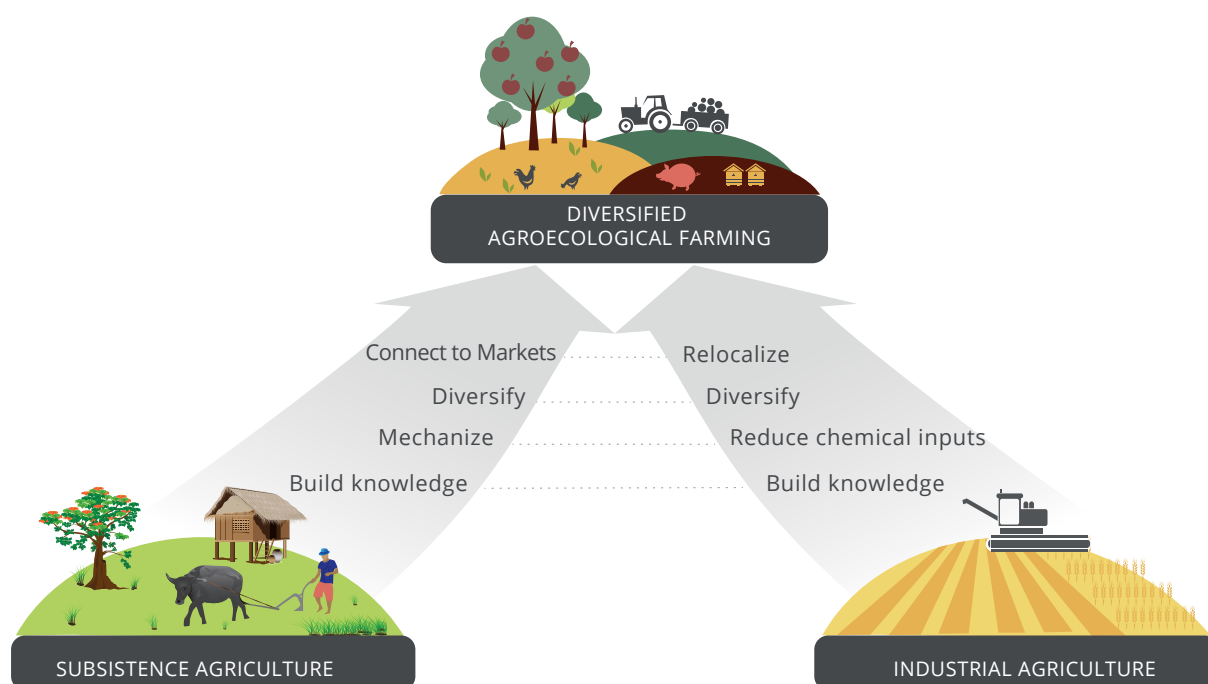 DIVERSIFIED
AGROECOLOGICAL FARMING
Connect to Markets
Relocalize
Diversify
Diversify
Mechanize
Reduce chemical inputs
Build knowledge
Build knowledge
SUBSISTENCE AGRICULTURE
INDUSTRIAL AGRICULTURE